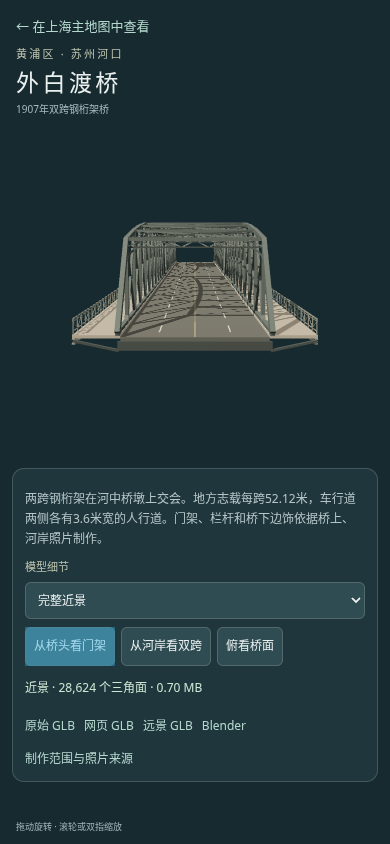 ← 在上海主地图中查看
黄浦区 · 苏州河口
外白渡桥
1907年双跨钢桁架桥
两跨钢桁架在河中桥墩上交会。地方志载每跨52.12米，车行道
两侧各有3.6米宽的人行道。门架、栏杆和桥下边饰依据桥上、
河岸照片制作。
模型细节
完整近景
从桥头看门架 从河岸看双跨 俯看桥面
近景 · 28,624 个三角面 · 0.70 MB
原始 GLB 网页 GLB 远景 GLB Blender
制作范围与照片来源
拖动旋转 · 滚轮或双指缩放